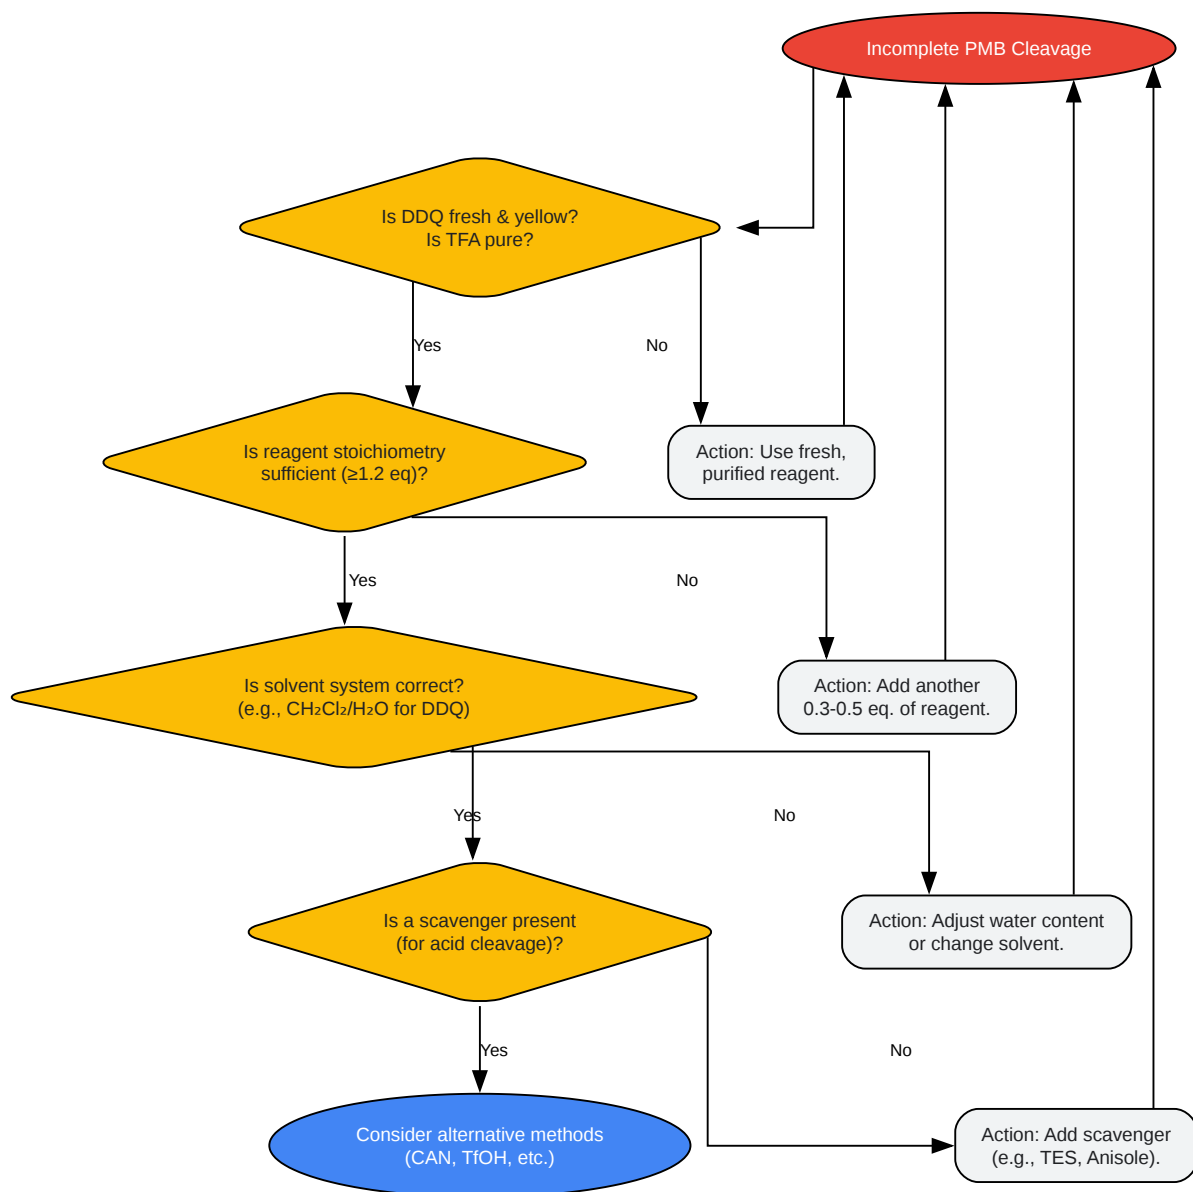 Incomplete PMB Cleavage
Is DDQ fresh & yellow?
Is TFA pure?
Yes
No
Is reagent stoichiometry
sufficient (≥1.2 eq)?
Action: Use fresh,
purified reagent.
Yes
No
Is solvent system correct?
(e.g., CH₂Cl₂/H₂O for DDQ)
Action: Add another
0.3-0.5 eq. of reagent.
Yes
No
Is a scavenger present
(for acid cleavage)?
Action: Adjust water content
or change solvent.
Yes
No
Consider alternative methods
(CAN, TfOH, etc.)
Action: Add scavenger
(e.g., TES, Anisole).